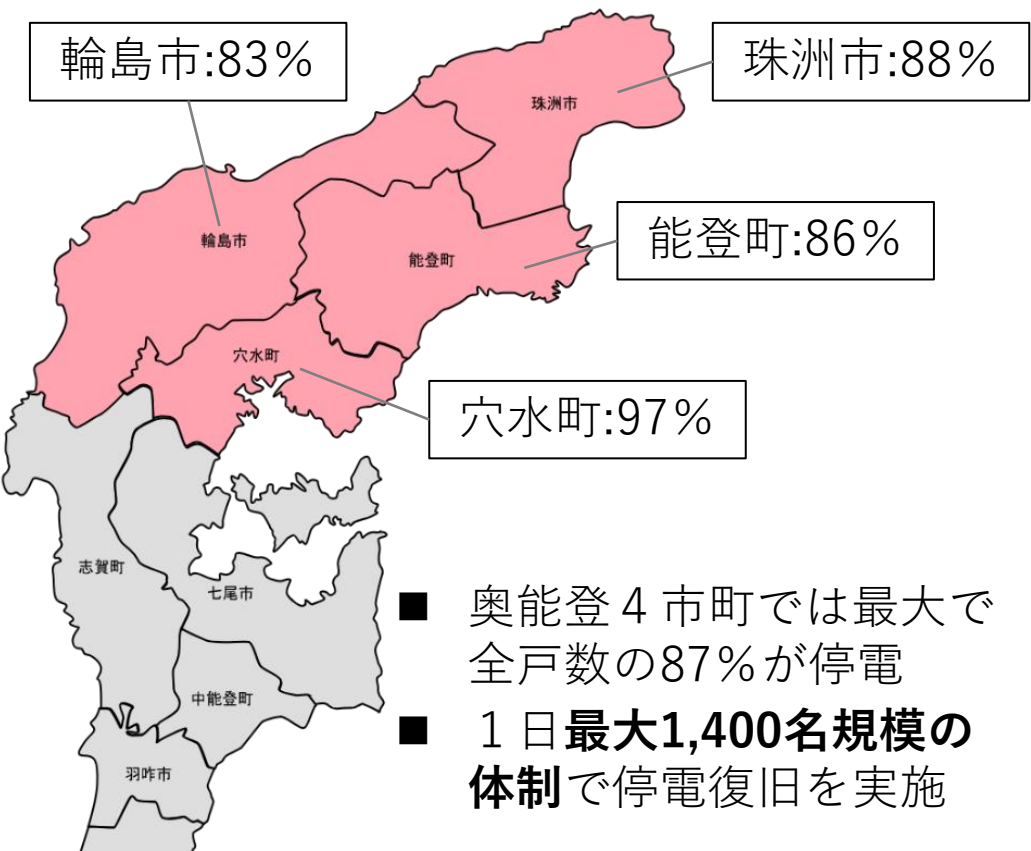 輪島市:83%
珠洲市:88%
珠洲市
能登町:86%
輪島市
能登町
穴水町
穴水町:97%
志賀町
七尾市
■ 奥能登４市町では最大で
全戸数の87%が停電
中能登町
■ １日最大1,400名規模の
体制で停電復旧を実施
羽咋市